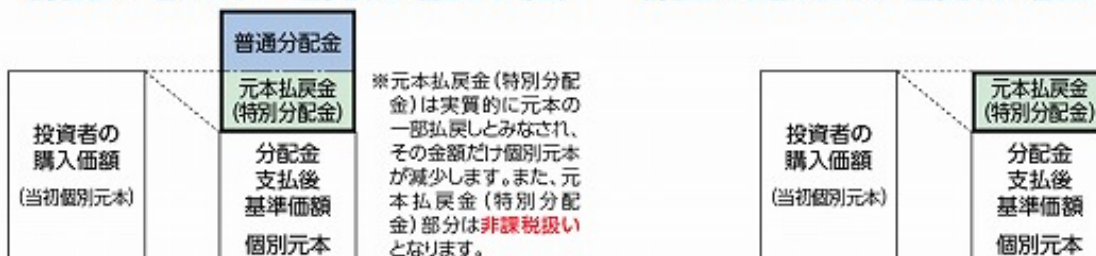 普通分配金
元本払戻金
(特別分配金)
投資者の
購入価額
(当初個別元本)
分配金
支払後
基準価額
個別元本
※元本払戻金(特別分配
金)は実質的に元本の
一部払戻しとみなされ、
その金額だけ個別元本
が減少します。また、元
本払戻金(特別分配
金)部分は非課税扱い
となります。
投資者の
購入価額
(当初個別元本)
元本払戻金
(特別分配金)
分配金
支払後
基準価額
個別元本